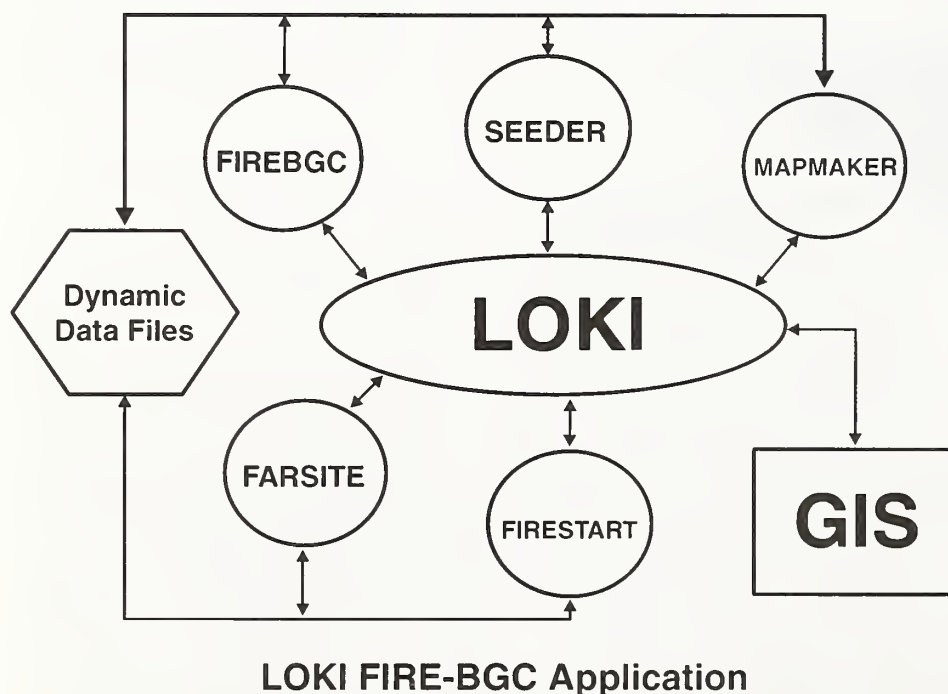 SEEDER
FIREBGC
MAPMAKER
Dynamic
Data Files
LOKI
FARSITE
FIRESTART
GIS
LOKI FIRE-BGC Application